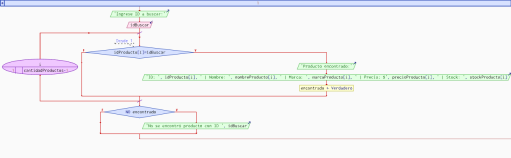 'Ingrese ID a buscar:'
idBuscar
idProducto[i]=idBuscar
cantidadProductos
'Producto encontrado:'
'ID: ', idProducto[i], ' | Nombre: ', nombreProducto[i], ' | Marca: ', marcaProducto[i], ' | Precio: $', precioProducto[i], ' | Stock: ', stockProducto[i]
encontrado ← Verdadero
NO encontrado
'No se encontró producto con ID ', idBuscar